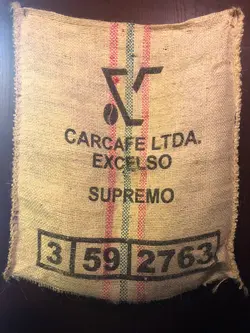 CARCAFE LTDA.
EXCELSO
SUPREMO
3 59 2763